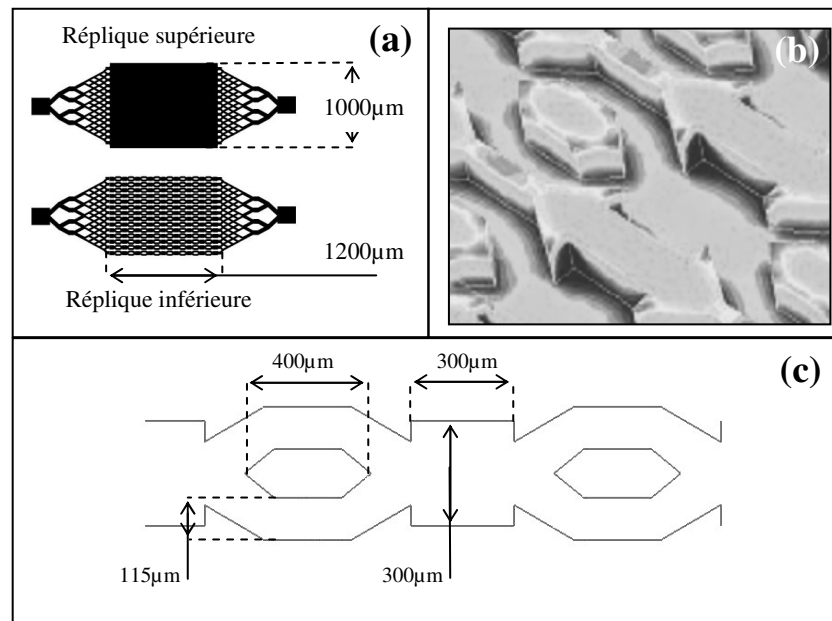 Réplique supérieure
(a)
1000µm
1200µm
Réplique inférieure
(b)
(c)
400µm
300µm
115µm
300µm